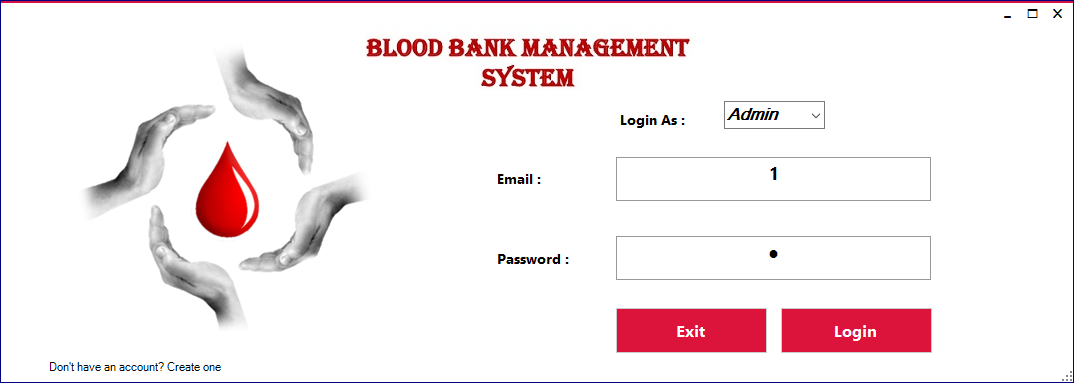 BLOOD BANK MANAGEMENT
SYSTEM
Login As : Admin
Email : 1
Password : •
Exit Login
Don't have an account? Create one